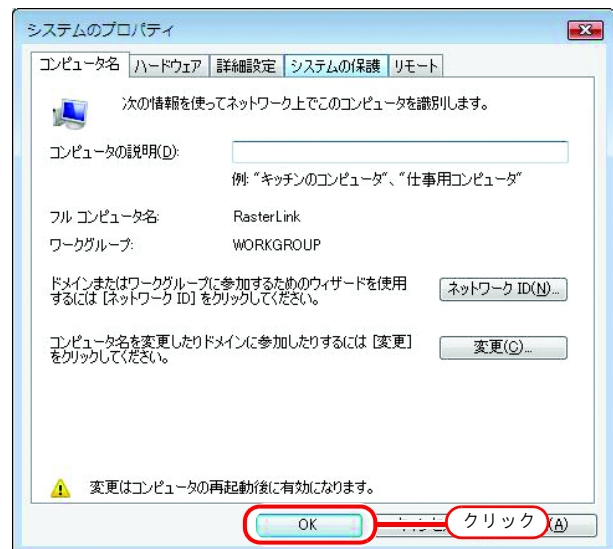 システムのプロパティ
コンピュータ名 ハードウェア 詳細設定 システムの保護 リモート
次の情報を使ってネットワーク上でこのコンピュータを識別します。
コンピュータの説明(D):
例: "キッチンのコンピュータ"、"仕事用コンピュータ"
フル コンピュータ名: RasterLink
ワークグループ: WORKGROUP
ドメインまたはワークグループに参加するためのウィザードを使用
するには [ネットワーク ID] をクリックしてください。
ネットワーク ID(N)...
コンピュータ名を変更したりドメインに参加したりするには [変更]
をクリックしてください。
変更(C)...
変更はコンピュータの再起動後に有効になります。
OK クリック (A)